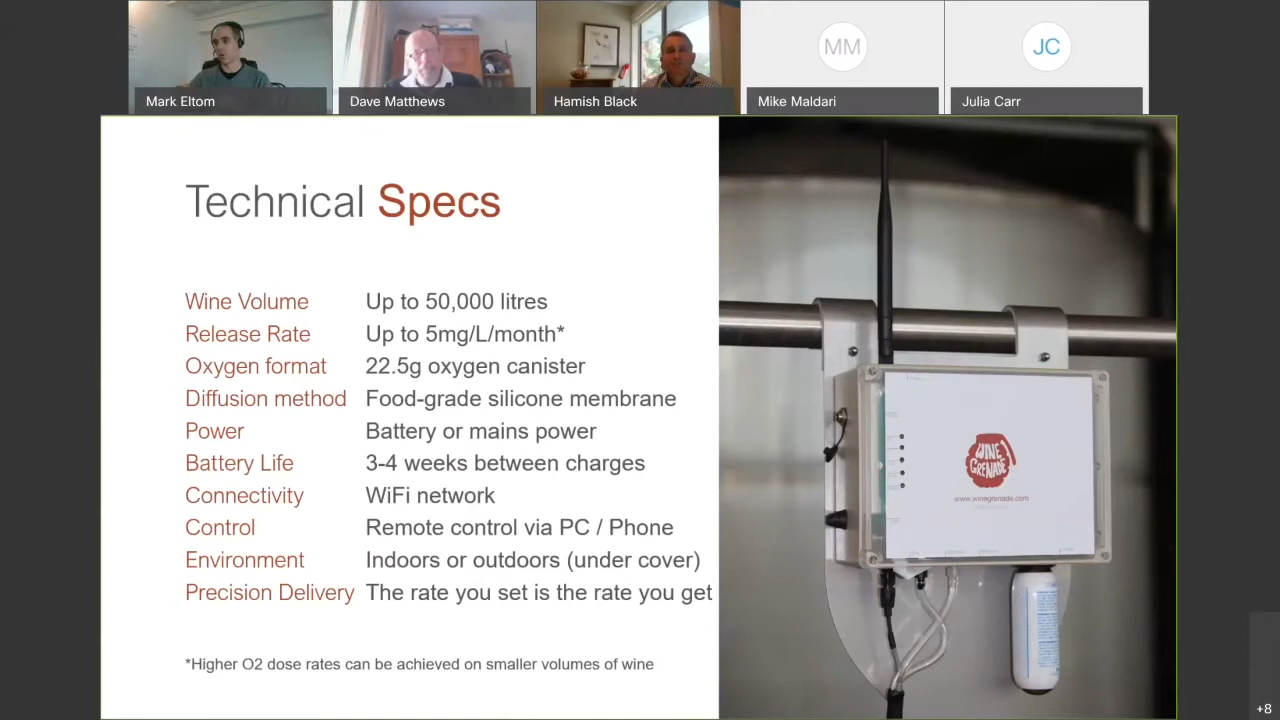 Mark Eltom
Dave Matthews
Hamish Black
MM
Mike Maldari
JC
Julia Carr
Technical Specs
Wine Volume Up to 50,000 litres
Release Rate Up to 5mg/L/month*
Oxygen format 22.5g oxygen canister
Diffusion method Food-grade silicone membrane
Power Battery or mains power
Battery Life 3-4 weeks between charges
Connectivity WiFi network
Control Remote control via PC / Phone
Environment Indoors or outdoors (under cover)
Precision Delivery The rate you set is the rate you get
*Higher O2 dose rates can be achieved on smaller volumes of wine
WINE
GRENADE
www.winegrenade.com
+8